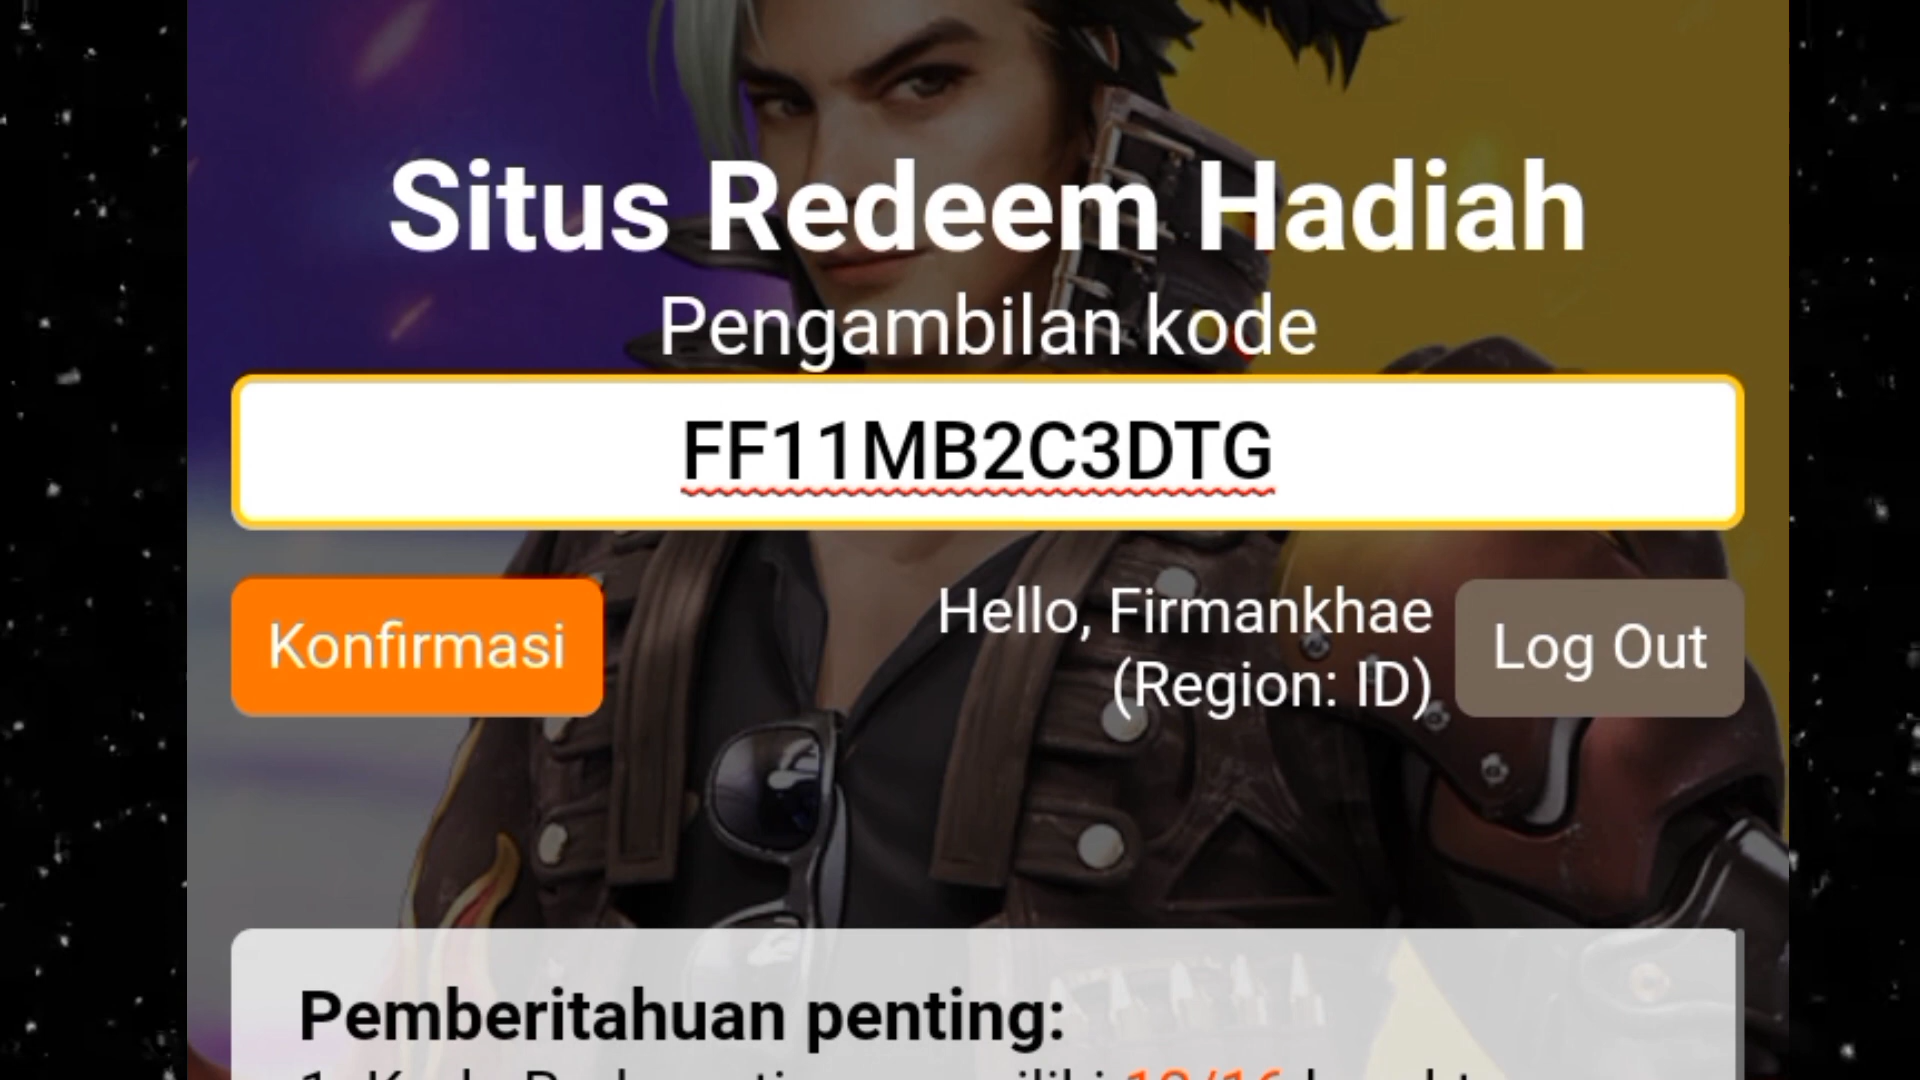 Situs Redeem Hadiah
Pengambilan kode
FF11MB2C3DTG
Konfirmasi
Hello, Firmankhae
(Region: ID)
Log Out
Pemberitahuan penting: